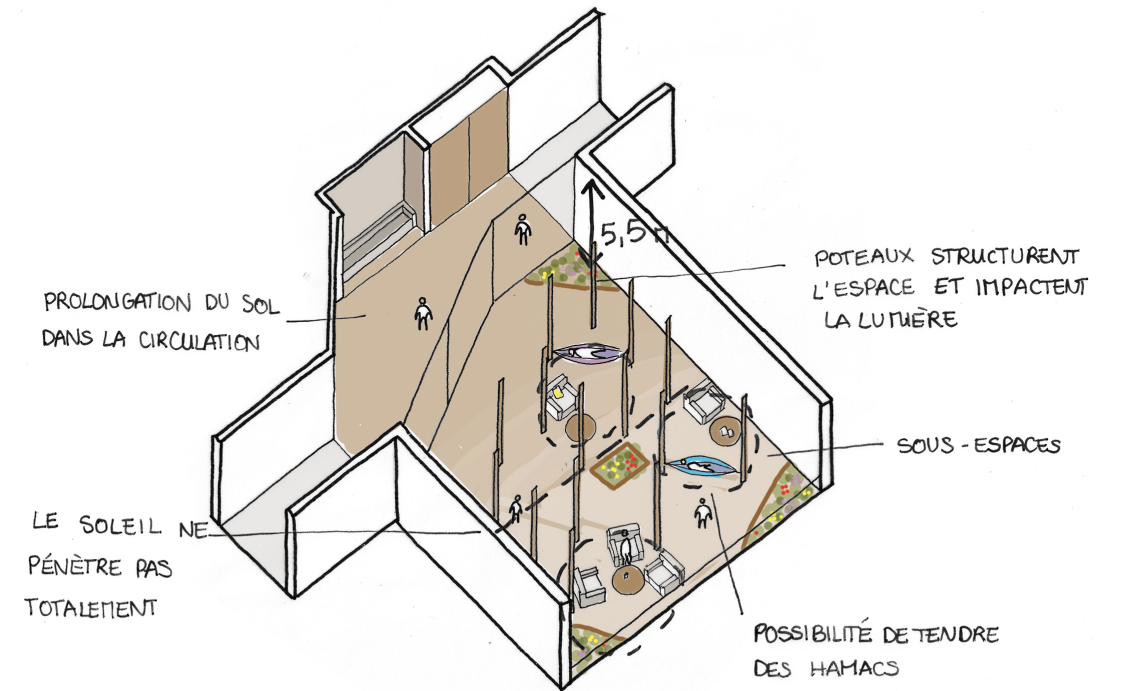 5,5 M
POTEAUX STRUCTURENT
L'ESPACE ET IMPACTENT
LA LUMIÈRE
PROLONGATION DU SOL
DANS LA CIRCULATION
SOUS-ESPACES
LE SOLEIL NE
PÉNÈTRE PAS
TOTALEMENT
POSSIBILITÉ DE TENDRE
DES HAMACS